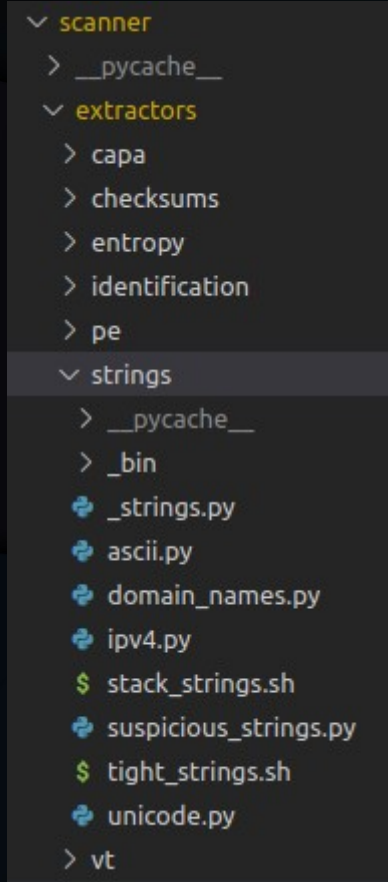 scanner
__pycache__
extractors
capa
checksums
entropy
identification
pe
strings
__pycache__
_bin
_strings.py
ascii.py
domain_names.py
ipv4.py
$ stack_strings.sh
suspicious_strings.py
$ tight_strings.sh
unicode.py
vt